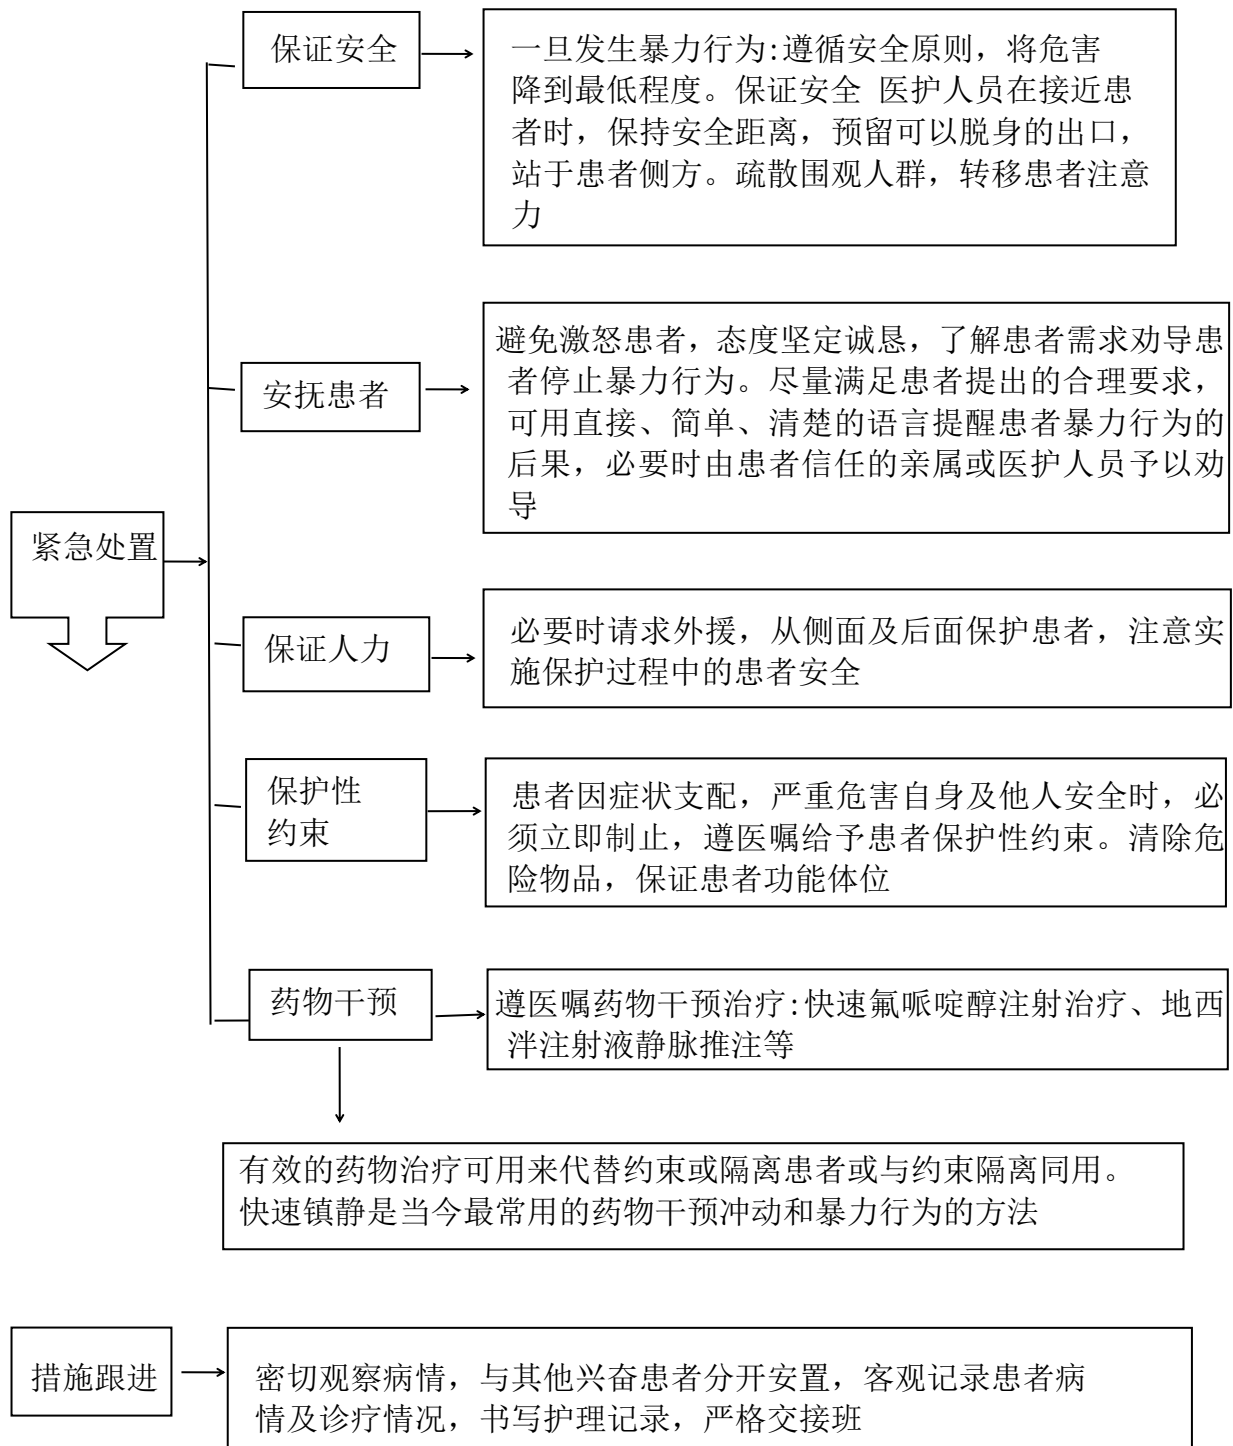 保证安全
一旦发生暴力行为:遵循安全原则，将危害
降到最低程度。保证安全 医护人员在接近患
者时，保持安全距离，预留可以脱身的出口，
站于患者侧方。疏散围观人群，转移患者注意
力
安抚患者
避免激怒患者，态度坚定诚恳，了解患者需求劝导患
者停止暴力行为。尽量满足患者提出的合理要求，
可用直接、简单、清楚的语言提醒患者暴力行为的
后果，必要时由患者信任的亲属或医护人员予以劝
导
紧急处置
保证人力
必要时请求外援，从侧面及后面保护患者，注意实
施保护过程中的患者安全
保护性
约束
患者因症状支配，严重危害自身及他人安全时，必
须立即制止，遵医嘱给予患者保护性约束。清除危
险物品，保证患者功能体位
药物干预
遵医嘱药物干预治疗:快速氟哌啶醇注射治疗、地西
泮注射液静脉推注等
有效的药物治疗可用来代替约束或隔离患者或与约束隔离同用。
快速镇静是当今最常用的药物干预冲动和暴力行为的方法
措施跟进
密切观察病情，与其他兴奋患者分开安置，客观记录患者病
情及诊疗情况，书写护理记录，严格交接班